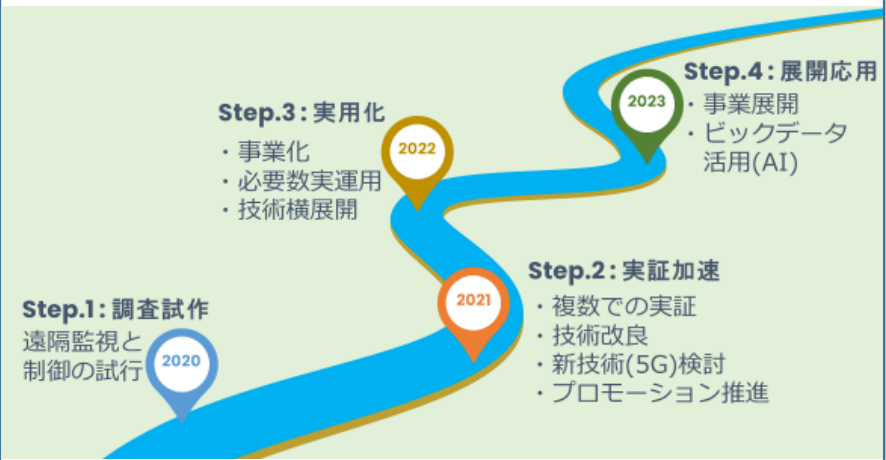 Step.1：調査試作
遠隔監視と
制御の試行
2020
Step.2：実証加速
・複数での実証
・技術改良
・新技術(5G)検討
・プロモーション推進
2021
Step.3：実用化
・事業化
・必要数実運用
・技術横展開
2022
Step.4：展開応用
・事業展開
・ビックデータ
活用(AI)
2023